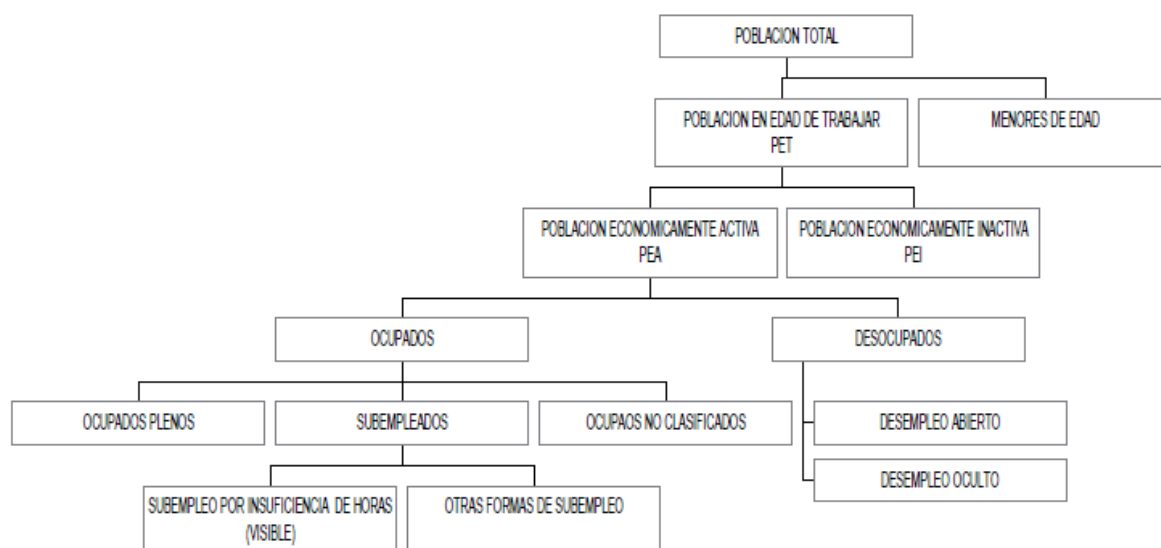 POBLACION TOTAL
POBLACION EN EDAD DE TRABAJAR
PET
MENORES DE EDAD
POBLACION ECONOMICAMENTE ACTIVA
PEA
POBLACION ECONOMICAMENTE INACTIVA
PEI
OCUPADOS
DESOCUPADOS
OCUPADOS PLENOS
SUBEMPLEADOS
OCUPAOS NO CLASIFICADOS
DESEMPLEO ABIERTO
DESEMPLEO OCULTO
SUBEMPLEO POR INSUFICIENCIA DE HORAS
(VISIBLE)
OTRAS FORMAS DE SUBEMPLEO